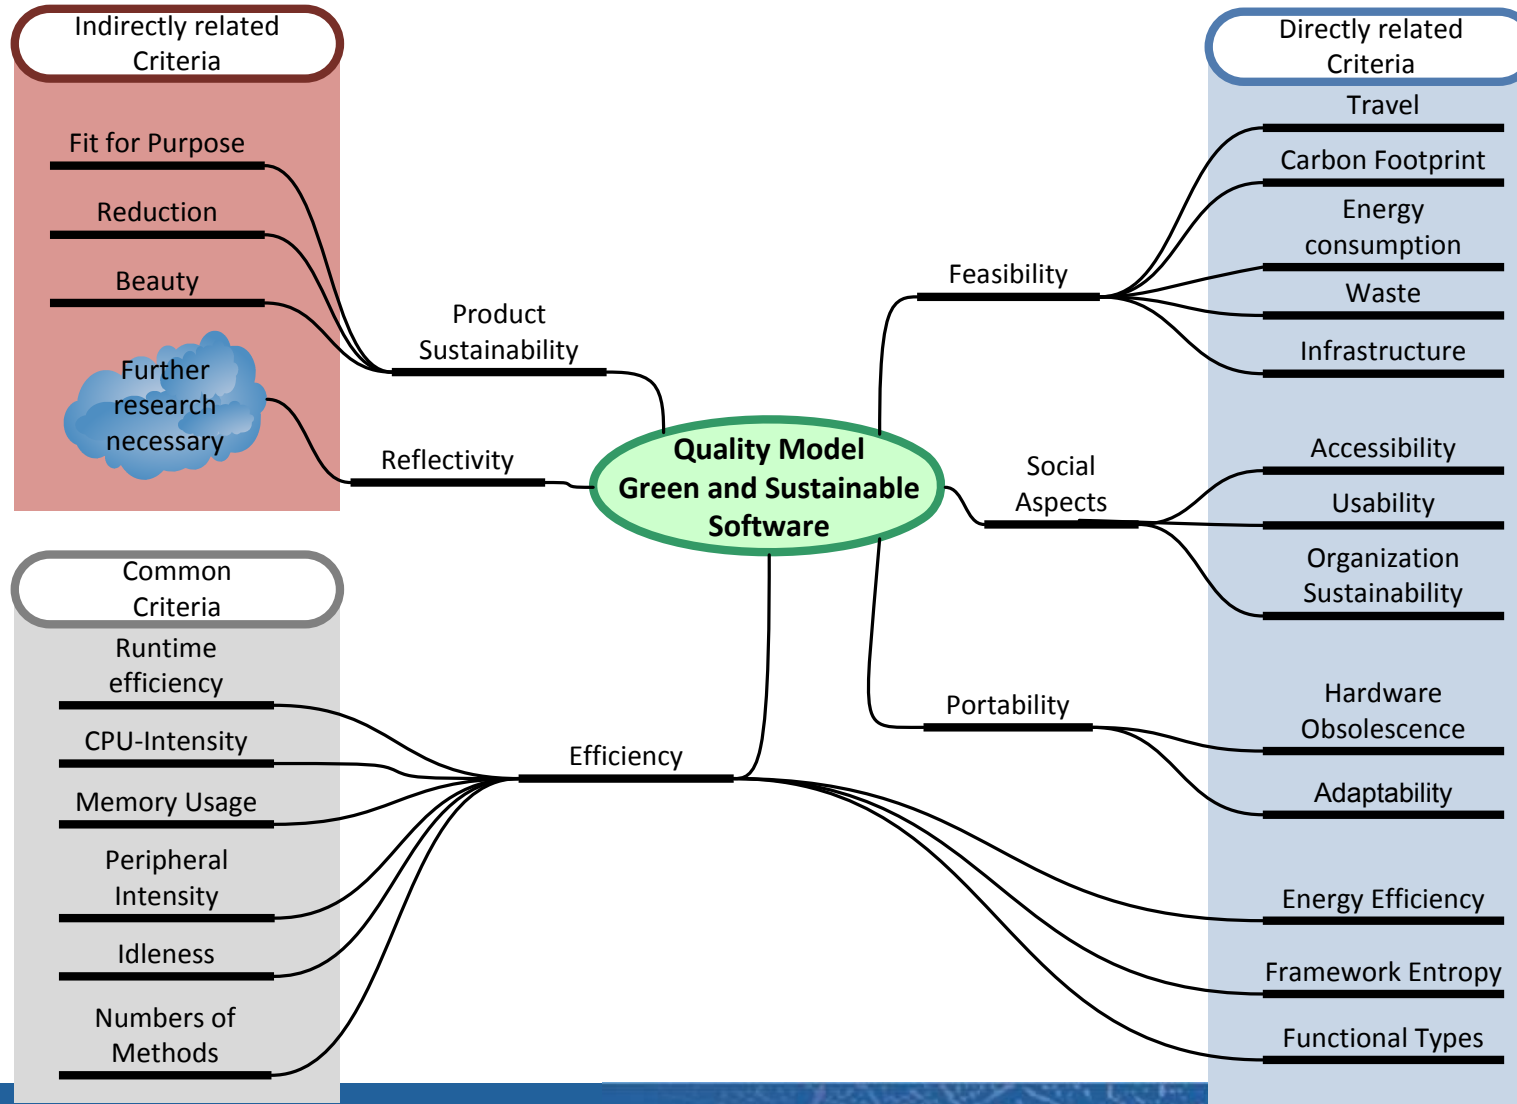 Indirectly related
Criteria
Fit for Purpose
Reduction
Beauty
Further
research
necessary
Product
Sustainability
Reflectivity
Common
Criteria
Runtime
efficiency
CPU-Intensity
Memory Usage
Peripheral
Intensity
Idleness
Numbers of
Methods
Efficiency
Quality Model
Green and Sustainable
Software
Feasibility
Social
Aspects
Portability
Directly related
Criteria
Travel
Carbon Footprint
Energy
consumption
Waste
Infrastructure
Accessibility
Usability
Organization
Sustainability
Hardware
Obsolescence
Adaptability
Energy Efficiency
Framework Entropy
Functional Types